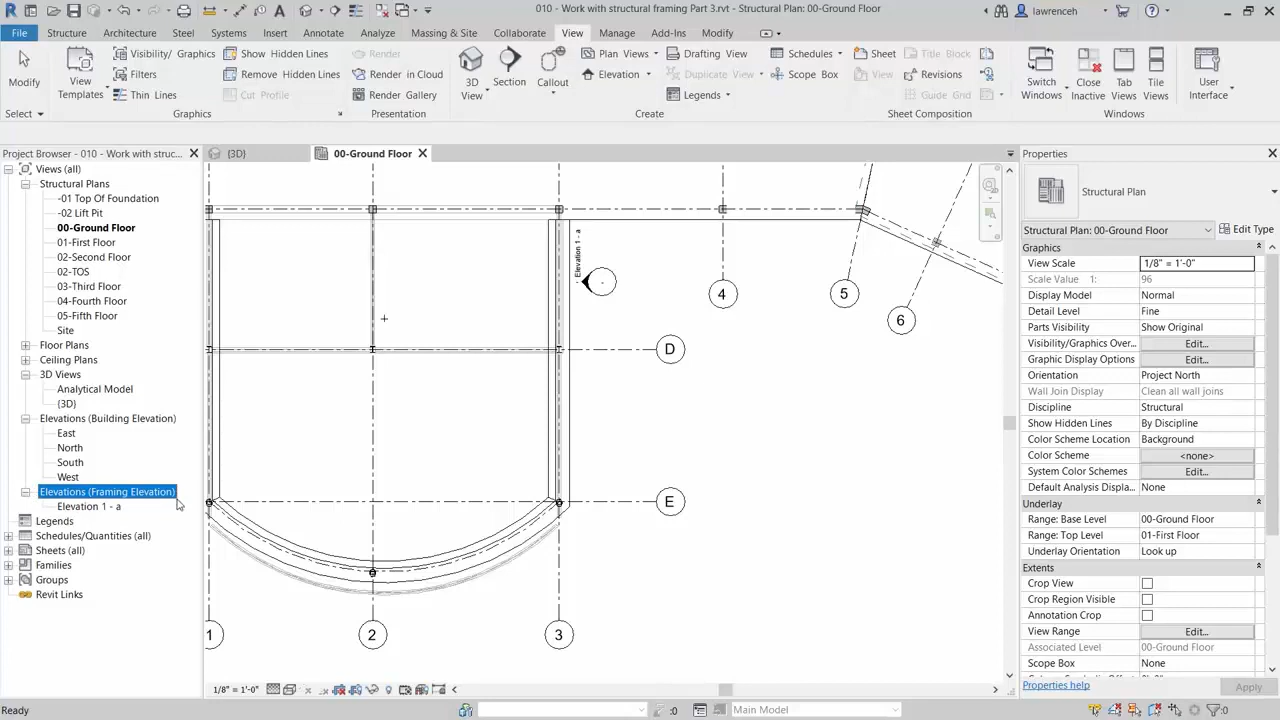 010 - Work with structural framing Part 3.rvt - Structural Plan: 00-Ground Floor
lawrenceh
File Structure Architecture Steel Systems Insert Annotate Analyze Massing & Site Collaborate View Manage Add-Ins Modify
Modify
Select
View Templates
Visibility/ Graphics
Filters
Thin Lines
Show Hidden Lines
Remove Hidden Lines
Cut Profile
Graphics
Render
Render in Cloud
Render Gallery
Presentation
3D View
Section
Callout
Plan Views
Elevation
Drafting View
Duplicate View
Legends
Schedules
Scope Box
Create
Sheet
View
Title Block
Revisions
Guide Grid
Sheet Composition
Switch Windows
Close Inactive
Tab Views
Tile Views
Windows
User Interface
Project Browser - 010 - Work with struc...
Views (all)
Structural Plans
-01 Top Of Foundation
-02 Lift Pit
00-Ground Floor
01-First Floor
02-Second Floor
02-TOS
03-Third Floor
04-Fourth Floor
05-Fifth Floor
Site
Floor Plans
Ceiling Plans
3D Views
Analytical Model
{3D}
Elevations (Building Elevation)
East
North
South
West
Elevations (Framing Elevation)
Elevation 1 - a
Legends
Schedules/Quantities (all)
Sheets (all)
Families
Groups
Revit Links
{3D}
00-Ground Floor
Elevation 1 - a
4
5
6
D
E
1
2
3
1/8" = 1'-0"
Properties
Structural Plan
Structural Plan: 00-Ground Floor Edit Type
Graphics
View Scale 1/8" = 1'-0"
Scale Value 1: 96
Display Model Normal
Detail Level Fine
Parts Visibility Show Original
Visibility/Graphics Over... Edit...
Graphic Display Options Edit...
Orientation Project North
Wall Join Display Clean all wall joins
Discipline Structural
Show Hidden Lines By Discipline
Color Scheme Location Background
Color Scheme <none>
System Color Schemes Edit...
Default Analysis Displa... None
Underlay
Range: Base Level 00-Ground Floor
Range: Top Level 01-First Floor
Underlay Orientation Look up
Extents
Crop View
Crop Region Visible
Annotation Crop
View Range Edit...
Associated Level 00-Ground Floor
Scope Box None
Properties help Apply
Ready
:0
Main Model
:0